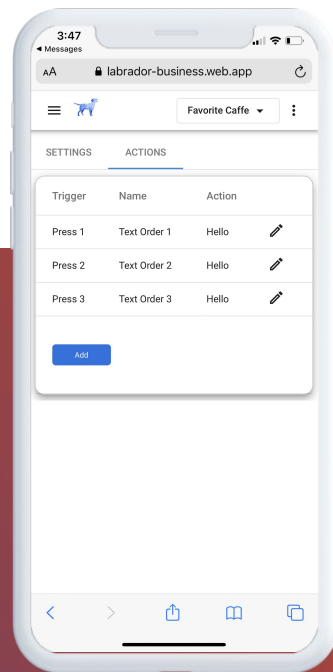 3:47
Messages
AA labrador-business.web.app
Favorite Caffe
SETTINGS ACTIONS
Trigger Name Action
Press 1 Text Order 1 Hello
Press 2 Text Order 2 Hello
Press 3 Text Order 3 Hello
Add